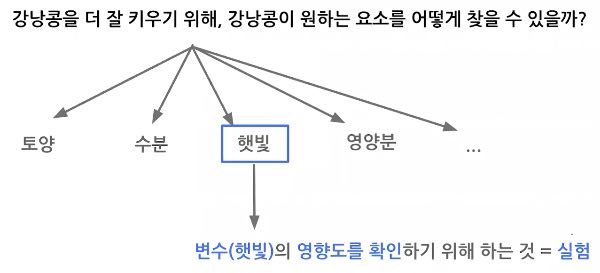 강낭콩을 더 잘 키우기 위해, 강낭콩이 원하는 요소를 어떻게 찾을 수 있을까?
토양 수분 햇빛 영양분 ...
변수(햇빛)의 영향도를 확인하기 위해 하는 것 = 실험